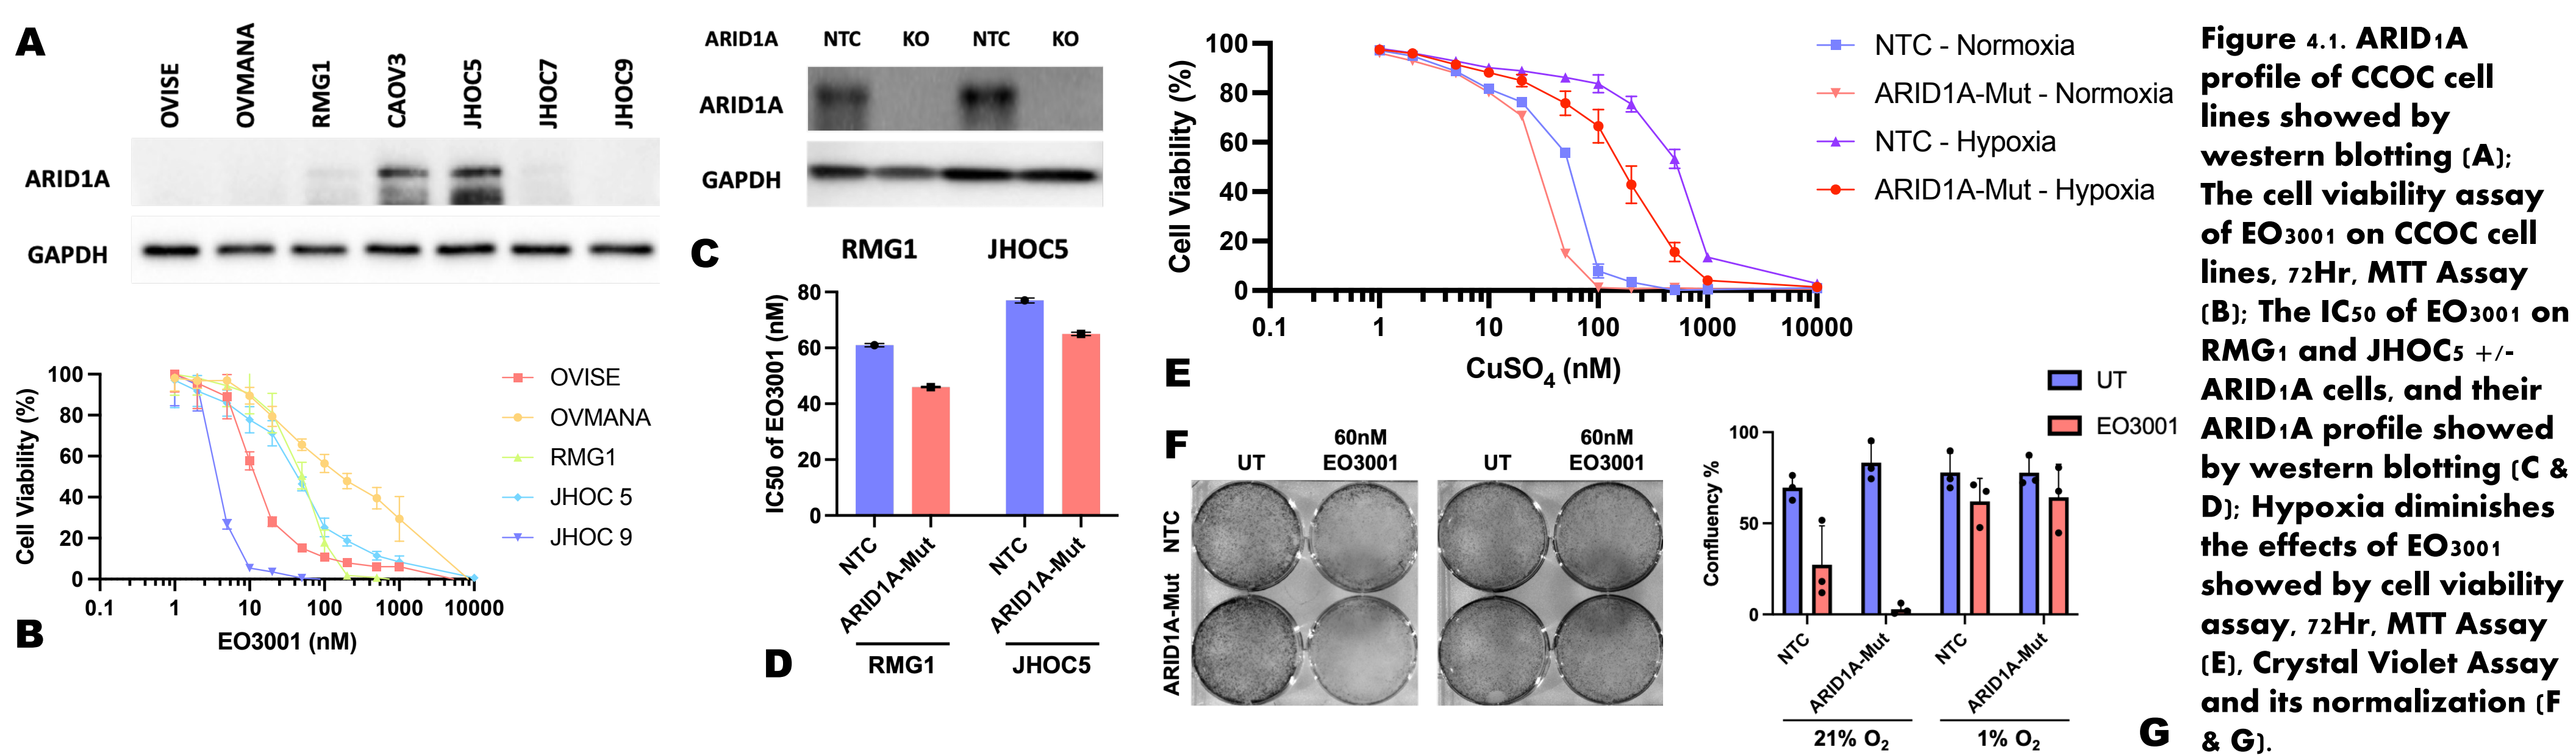 A
OVISE
OVMANA
RMG1
CAOV3
JHOC5
JHOC7
JHOC9
ARID1A
GAPDH
100
80
60
40
20
0
Cell Viability (%)
0.1 1 10 100 1000 10000
EO3001 (nM)
OVISE
OVMANA
RMG1
JHOC 5
JHOC 9
B
ARID1A NTC KO NTC KO
ARID1A
GAPDH
RMG1 JHOC5
C
80
60
40
20
0
IC50 of EO3001 (nM)
NTC
ARID1A-Mut
NTC
ARID1A-Mut
RMG1 JHOC5
D
100
80
60
40
20
0
Cell Viability (%)
0.1 1 10 100 1000 10000
CuSO4 (nM)
NTC - Normoxia
ARID1A-Mut - Normoxia
NTC - Hypoxia
ARID1A-Mut - Hypoxia
E
F
UT 60nM EO3001
UT 60nM EO3001
NTC
ARID1A-Mut
UT
EO3001
100
50
0
Confluency %
NTC
ARID1A-Mut
NTC
ARID1A-Mut
21% O2 1% O2
G
Figure 4.1. ARID1A
profile of CCOC cell
lines showed by
western blotting (A);
The cell viability assay
of EO3001 on CCOC cell
lines, 72Hr, MTT Assay
(B); The IC50 of EO3001 on
RMG1 and JHOC5 +/-
ARID1A cells, and their
ARID1A profile showed
by western blotting (C &
D); Hypoxia diminishes
the effects of EO3001
showed by cell viability
assay, 72Hr, MTT Assay
(E), Crystal Violet Assay
and its normalization (F
& G).